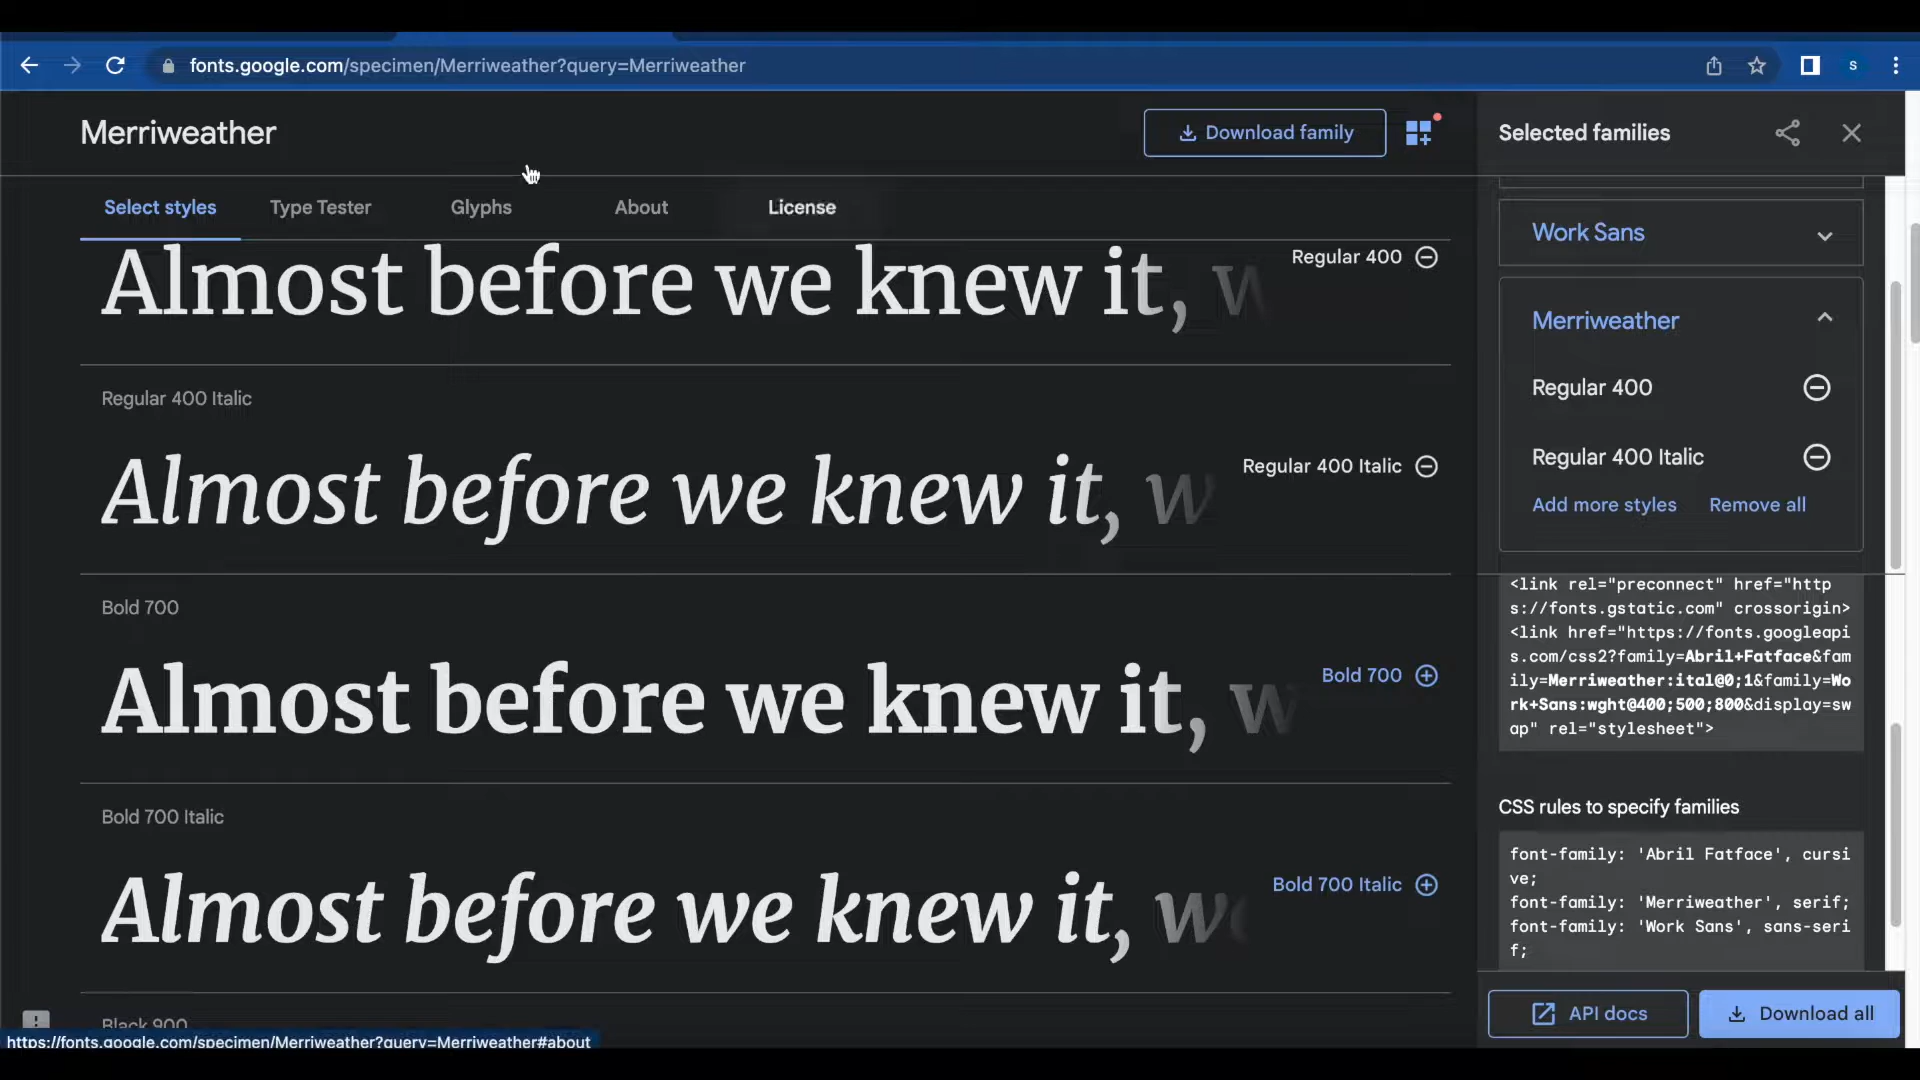 fonts.google.com/specimen/Merriweather?query=Merriweather
s
Merriweather
Download family
Selected families
Select styles
Type Tester
Glyphs
About
License
Almost before we knew it, w
Regular 400
Regular 400 Italic
Almost before we knew it, w
Regular 400 Italic
Bold 700
Almost before we knew it, w
Bold 700
Bold 700 Italic
Almost before we knew it, we
Bold 700 Italic
Black 900
https://fonts.google.com/specimen/Merriweather?query=Merriweather#about
Work Sans
Merriweather
Regular 400
Regular 400 Italic
Add more styles
Remove all
<link rel="preconnect" href="http
s://fonts.gstatic.com" crossorigin>
<link href="https://fonts.googleapi
s.com/css2?family=Abril+Fatface&fam
ily=Merriweather:ital@0;1&family=Wo
rk+Sans:wght@400;500;800&display=sw
ap" rel="stylesheet">
CSS rules to specify families
font-family: 'Abril Fatface', cursi
ve;
font-family: 'Merriweather', serif;
font-family: 'Work Sans', sans-seri
f;
API docs
Download all